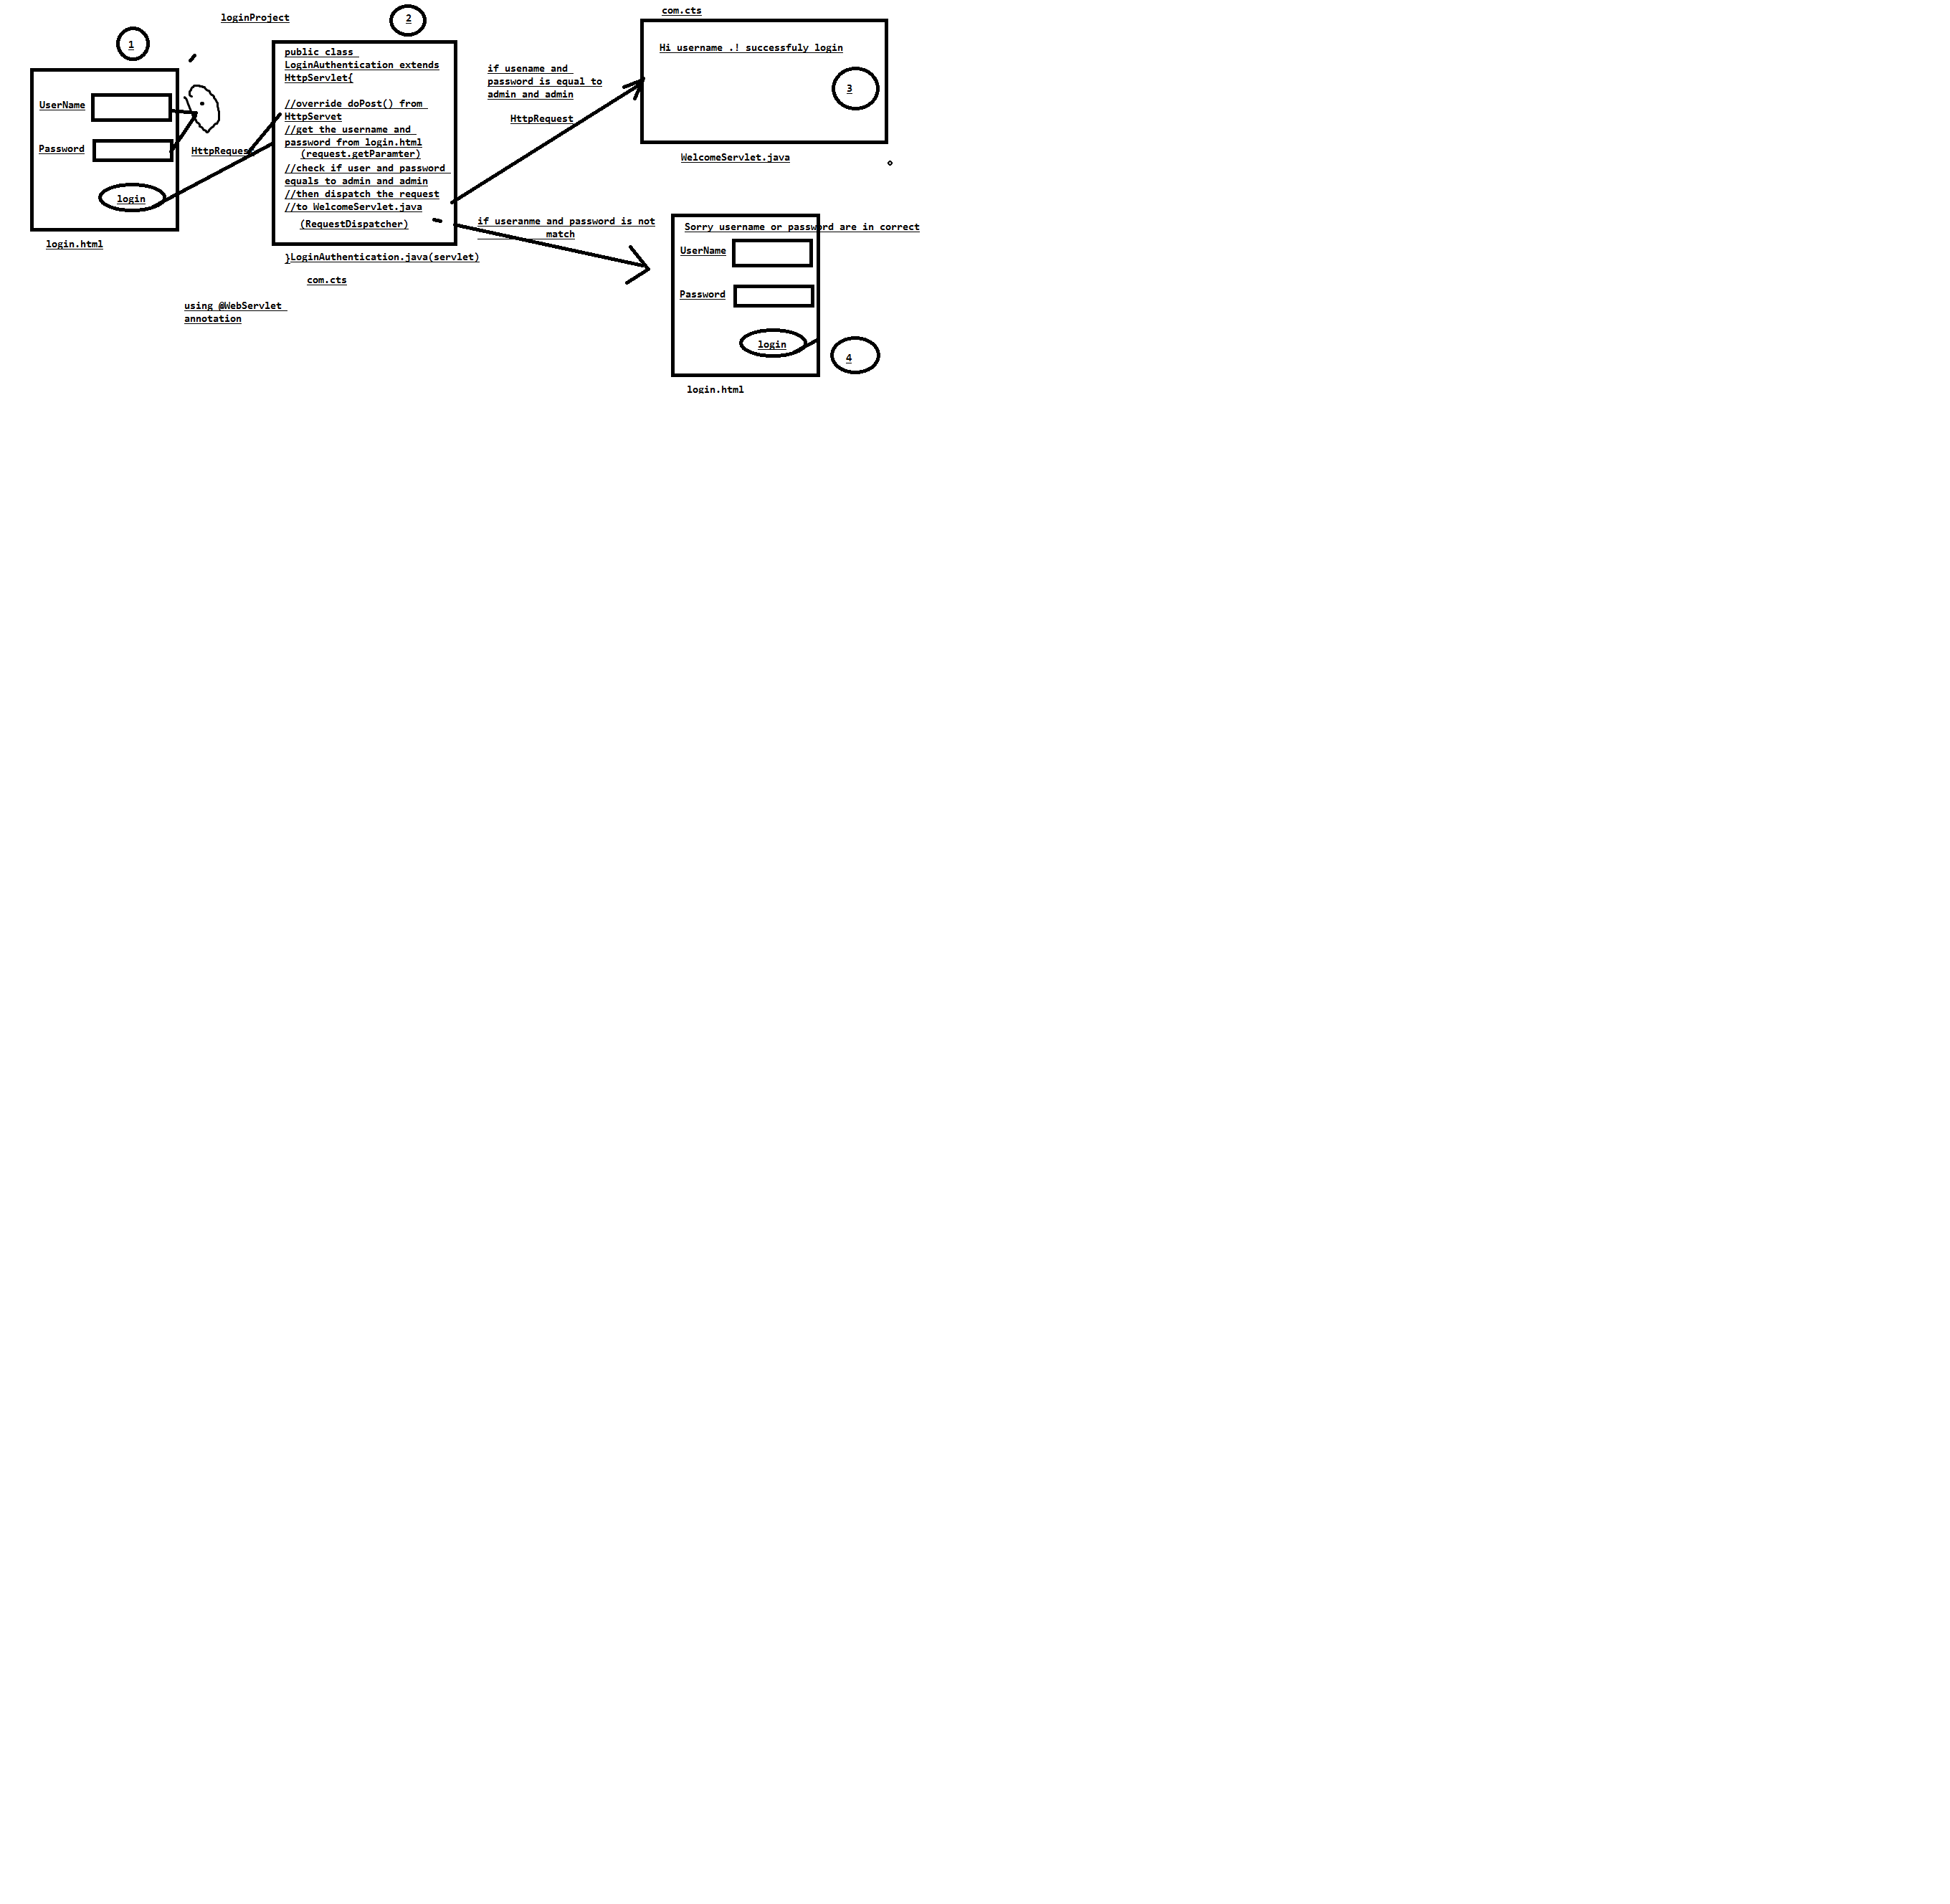 loginProject
1
UserName
Password
login
login.html
HttpReques
2
public class
LoginAuthentication extends
HttpServlet{
//override doPost() from
HttpServet
//get the username and
password from login.html
(request.getParamter)
//check if user and password
equals to admin and admin
//then dispatch the request
//to WelcomeServlet.java
(RequestDispatcher)
}LoginAuthentication.java(servlet)
com.cts
using @WebServlet
annotation
if usename and
password is equal to
admin and admin
HttpRequest
com.cts
Hi username .! successfuly login
3
WelcomeServlet.java
if useranme and password is not
match
Sorry username or password are in correct
UserName
Password
login
4
login.html